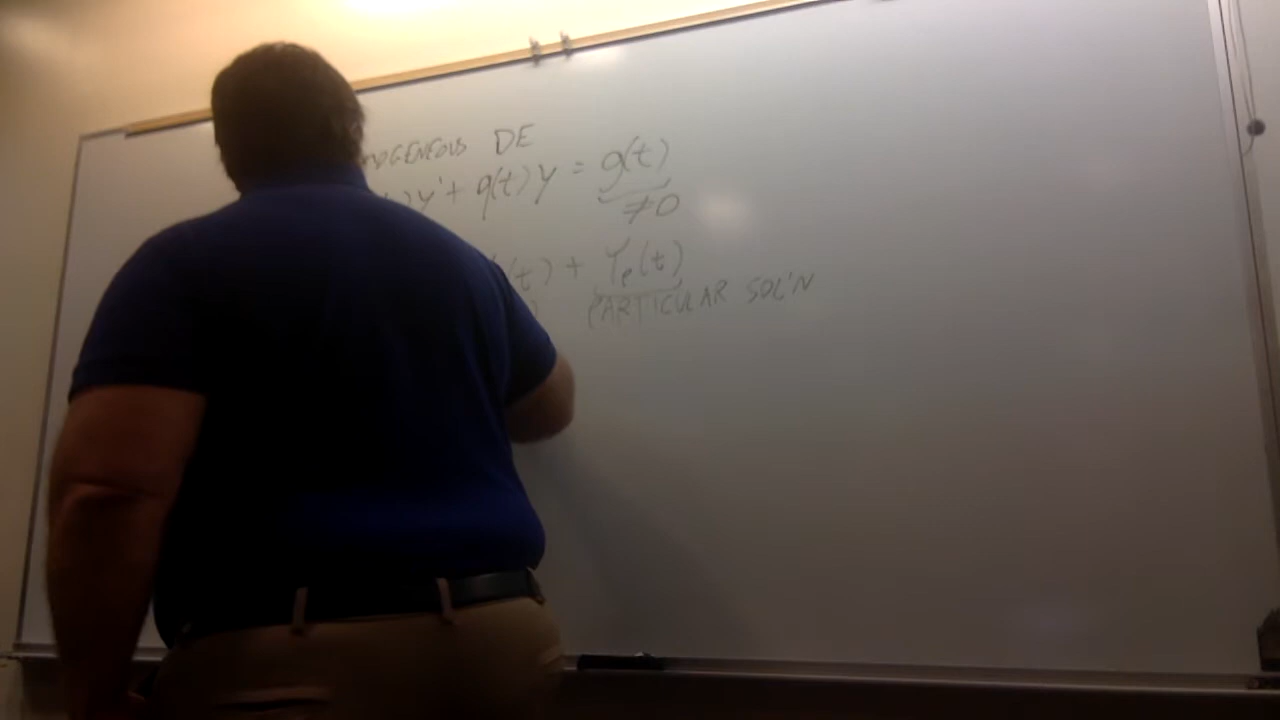 OGENEOUS DE
) y' + q(t) y = g(t)
≠0
(t) + Yp(t)
) PARTICULAR SOL'N